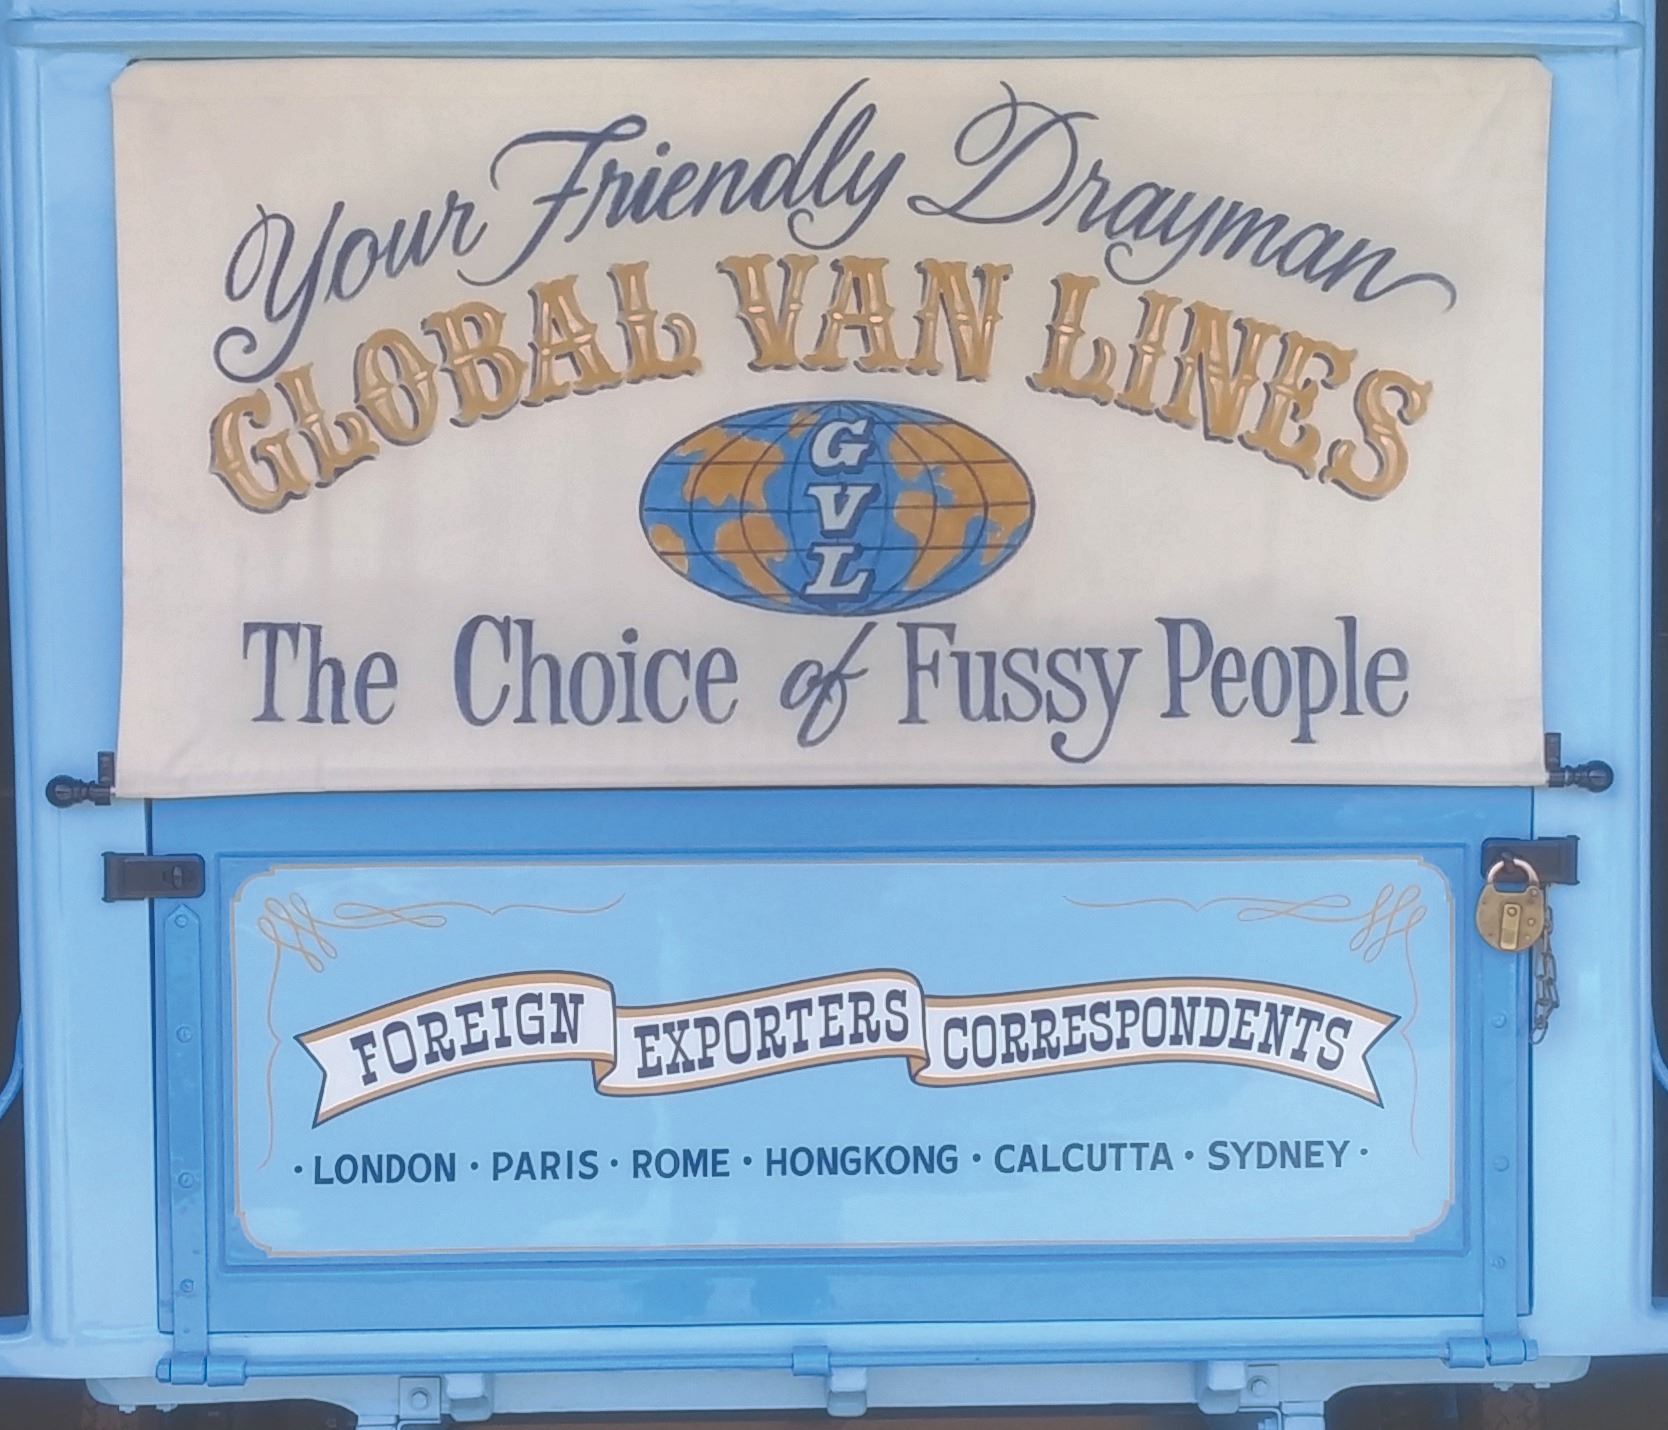 Your Friendly Drayman
GLOBAL VAN LINES
G
V
L
The Choice of Fussy People
FOREIGN EXPORTERS CORRESPONDENTS
· LONDON · PARIS · ROME · HONGKONG · CALCUTTA · SYDNEY ·